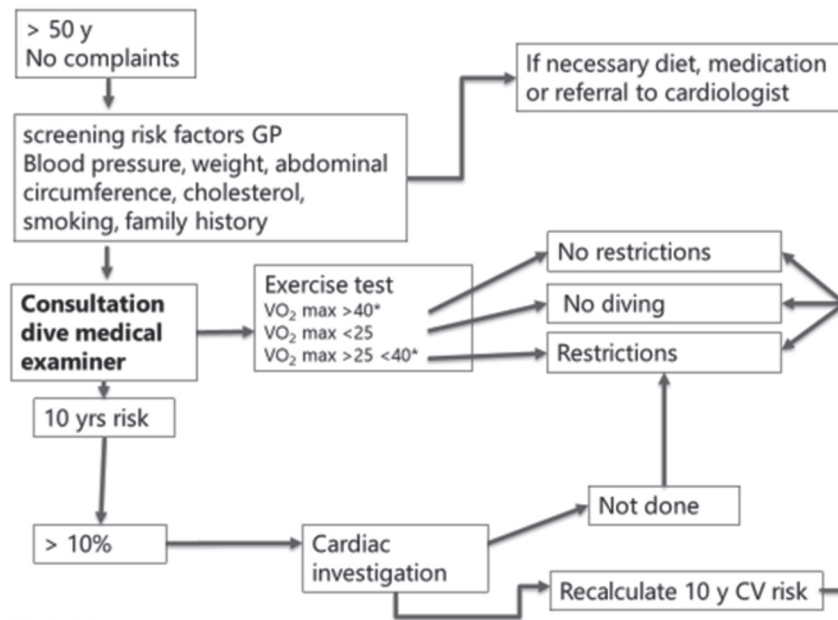 > 50 y
No complaints
If necessary diet, medication
or referral to cardiologist
screening risk factors GP
Blood pressure, weight, abdominal
circumference, cholesterol,
smoking, family history
No restrictions
Exercise test
VO₂ max >40*
VO₂ max <25
VO₂ max >25 <40*
Consultation
dive medical
examiner
No diving
Restrictions
10 yrs risk
Not done
> 10%
Cardiac
investigation
Recalculate 10 y CV risk